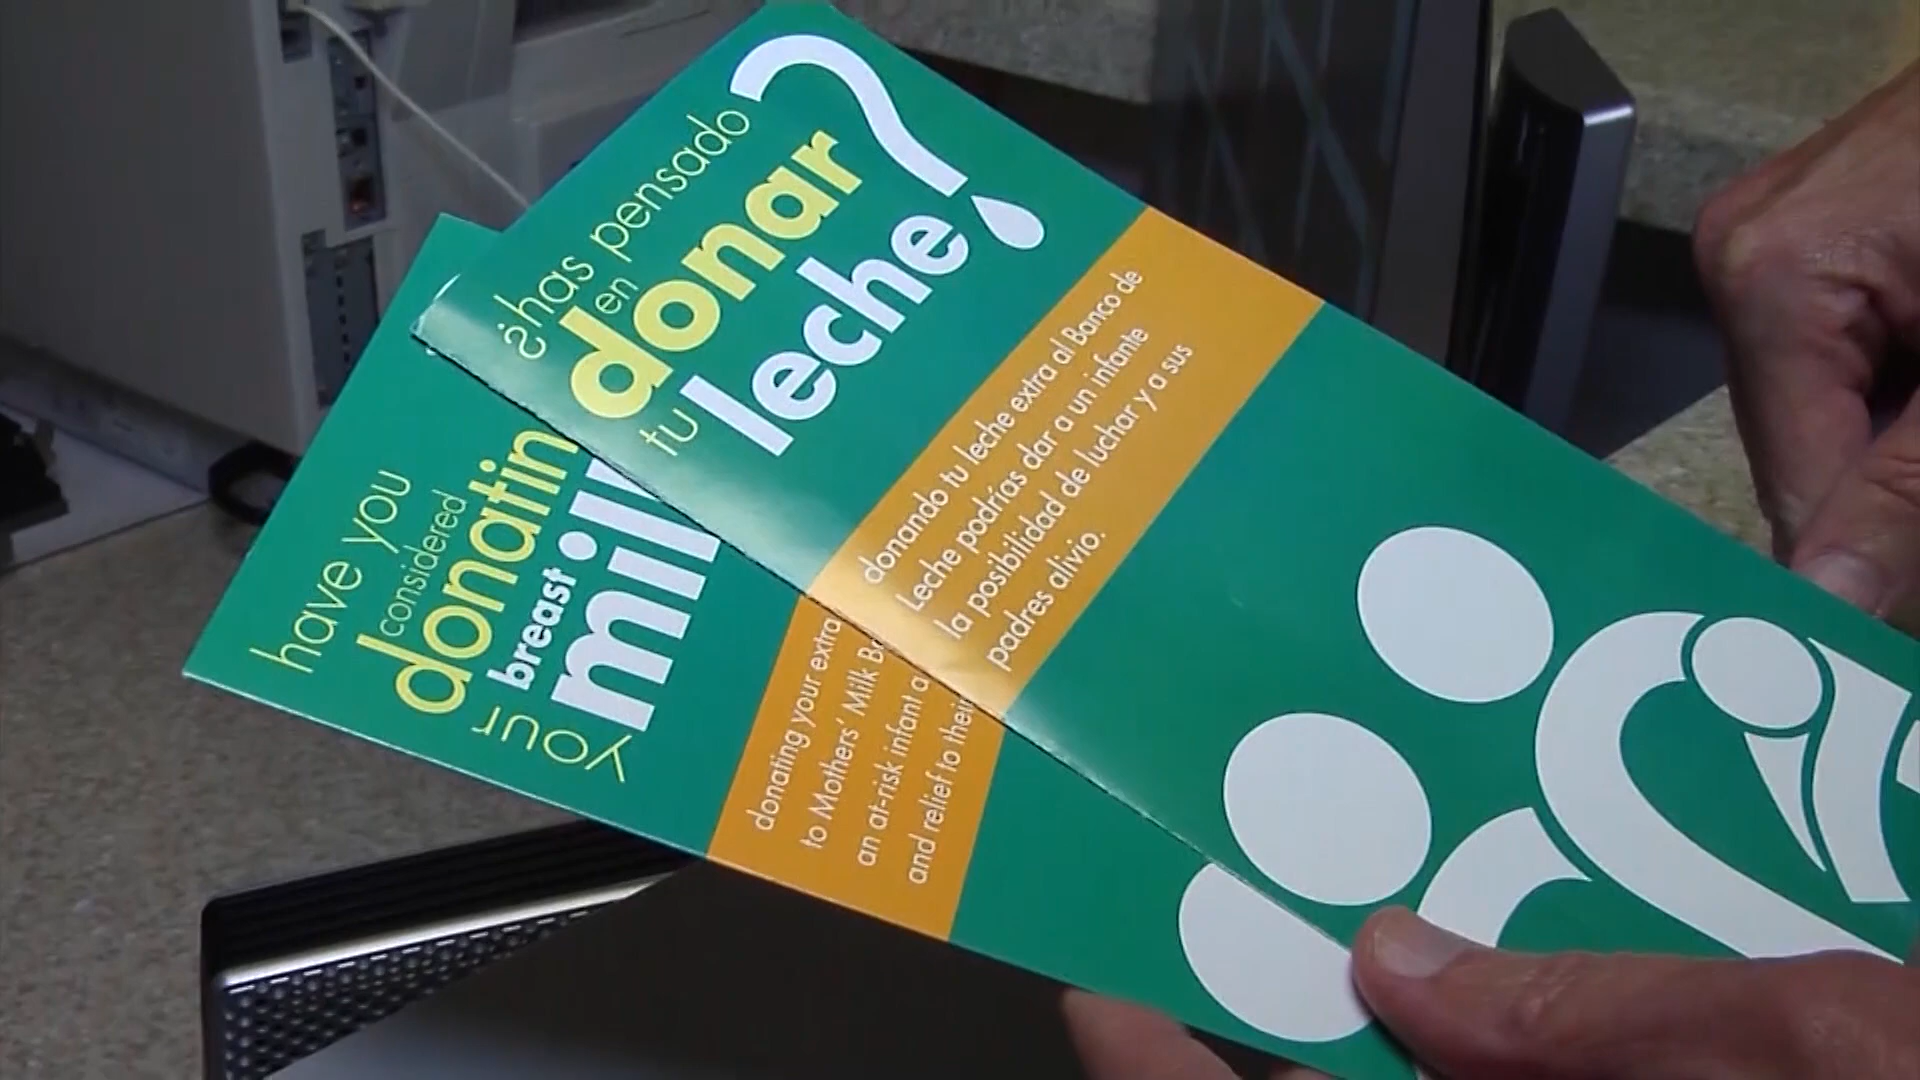 ¿has pensado
en
donar
tu leche?
donando tu leche extra al Banco de
Leche podrías dar a un infante
la posibilidad de luchar y a sus
padres alivio.
have you
considered
donatin
breast
your mil
donating your extra
to Mothers' Milk
an at-risk infant
and relief to their